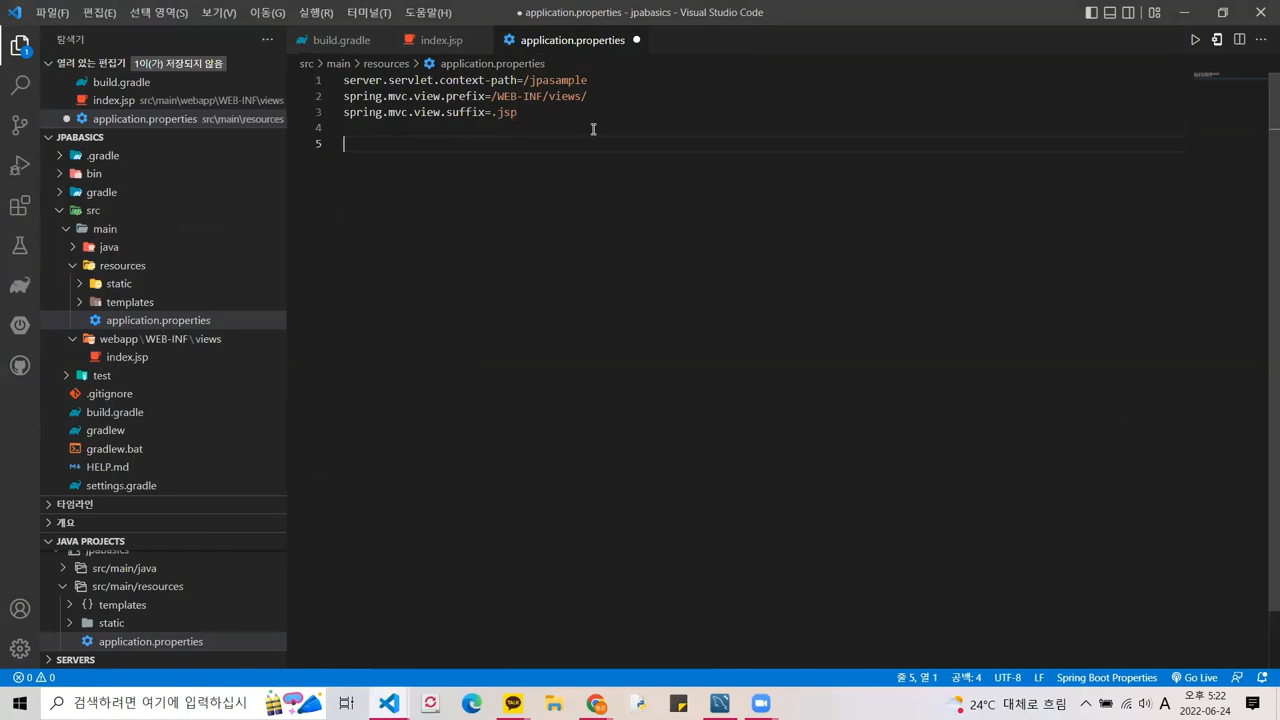 파일(F) 편집(E) 선택 영역(S) 보기(V) 이동(G) 실행(R) 터미널(T) 도움말(H)
● application.properties - jpabasics - Visual Studio Code
탐색기
build.gradle
index.jsp
application.properties
열려 있는 편집기 1이(가) 저장되지 않음
src > main > resources > application.properties
build.gradle
index.jsp src\main\webapp\WEB-INF\views
application.properties src\main\resources
1 server.servlet.context-path=/jpasample
2 spring.mvc.view.prefix=/WEB-INF/views/
3 spring.mvc.view.suffix=.jsp
4
5
JPABASICS
.gradle
bin
gradle
src
main
java
resources
static
templates
application.properties
webapp \ WEB-INF \ views
index.jsp
test
.gitignore
build.gradle
gradlew
gradlew.bat
HELP.md
settings.gradle
타임라인
개요
JAVA PROJECTS
jpabasics
src/main/java
src/main/resources
templates
static
application.properties
SERVERS
0 0
줄 5, 열 1 공백: 4 UTF-8 LF Spring Boot Properties Go Live
검색하려면 여기에 입력하십시오
TALK
24°C 대체로 흐림
A
오후 5:22
2022-06-24